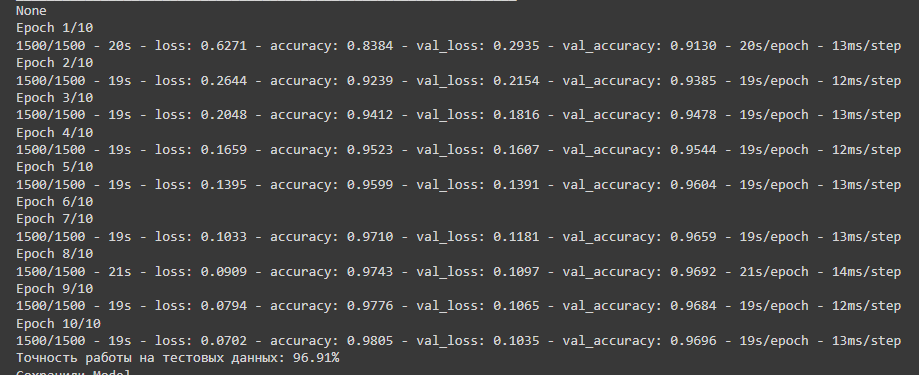 None
Epoch 1/10
1500/1500 - 20s - loss: 0.6271 - accuracy: 0.8384 - val_loss: 0.2935 - val_accuracy: 0.9130 - 20s/epoch - 13ms/step
Epoch 2/10
1500/1500 - 19s - loss: 0.2644 - accuracy: 0.9239 - val_loss: 0.2154 - val_accuracy: 0.9385 - 19s/epoch - 12ms/step
Epoch 3/10
1500/1500 - 19s - loss: 0.2048 - accuracy: 0.9412 - val_loss: 0.1816 - val_accuracy: 0.9478 - 19s/epoch - 13ms/step
Epoch 4/10
1500/1500 - 19s - loss: 0.1659 - accuracy: 0.9523 - val_loss: 0.1607 - val_accuracy: 0.9544 - 19s/epoch - 12ms/step
Epoch 5/10
1500/1500 - 19s - loss: 0.1395 - accuracy: 0.9599 - val_loss: 0.1391 - val_accuracy: 0.9604 - 19s/epoch - 13ms/step
Epoch 6/10
Epoch 7/10
1500/1500 - 19s - loss: 0.1033 - accuracy: 0.9710 - val_loss: 0.1181 - val_accuracy: 0.9659 - 19s/epoch - 13ms/step
Epoch 8/10
1500/1500 - 21s - loss: 0.0909 - accuracy: 0.9743 - val_loss: 0.1097 - val_accuracy: 0.9692 - 21s/epoch - 14ms/step
Epoch 9/10
1500/1500 - 19s - loss: 0.0794 - accuracy: 0.9776 - val_loss: 0.1065 - val_accuracy: 0.9684 - 19s/epoch - 12ms/step
Epoch 10/10
1500/1500 - 19s - loss: 0.0702 - accuracy: 0.9805 - val_loss: 0.1035 - val_accuracy: 0.9696 - 19s/epoch - 13ms/step
Точность работы на тестовых данных: 96.91%
Сохранили Model